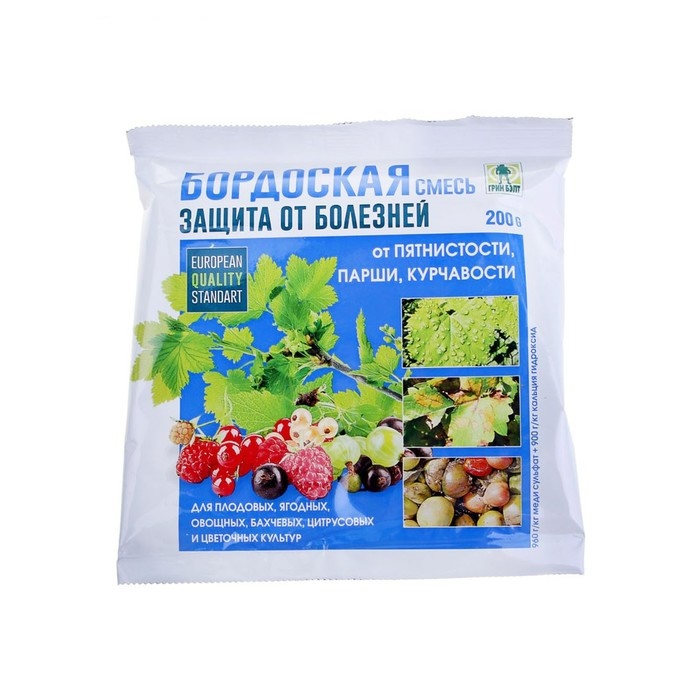 БОРДОСКАЯ СМЕСЬ
ГРИН БЭЛТ
ЗАЩИТА ОТ БОЛЕЗНЕЙ
200 G
от ПЯТНИСТОСТИ,
ПАРШИ, КУРЧАВОСТИ
EUROPEAN
QUALITY
STANDART
960 г/кг меди сульфат + 900 г/кг кальция гидроксид
ДЛЯ ПЛОДОВЫХ, ЯГОДНЫХ,
ОВОЩНЫХ, БАХЧЕВЫХ, ЦИТРУСОВЫХ
И ЦВЕТОЧНЫХ КУЛЬТУР